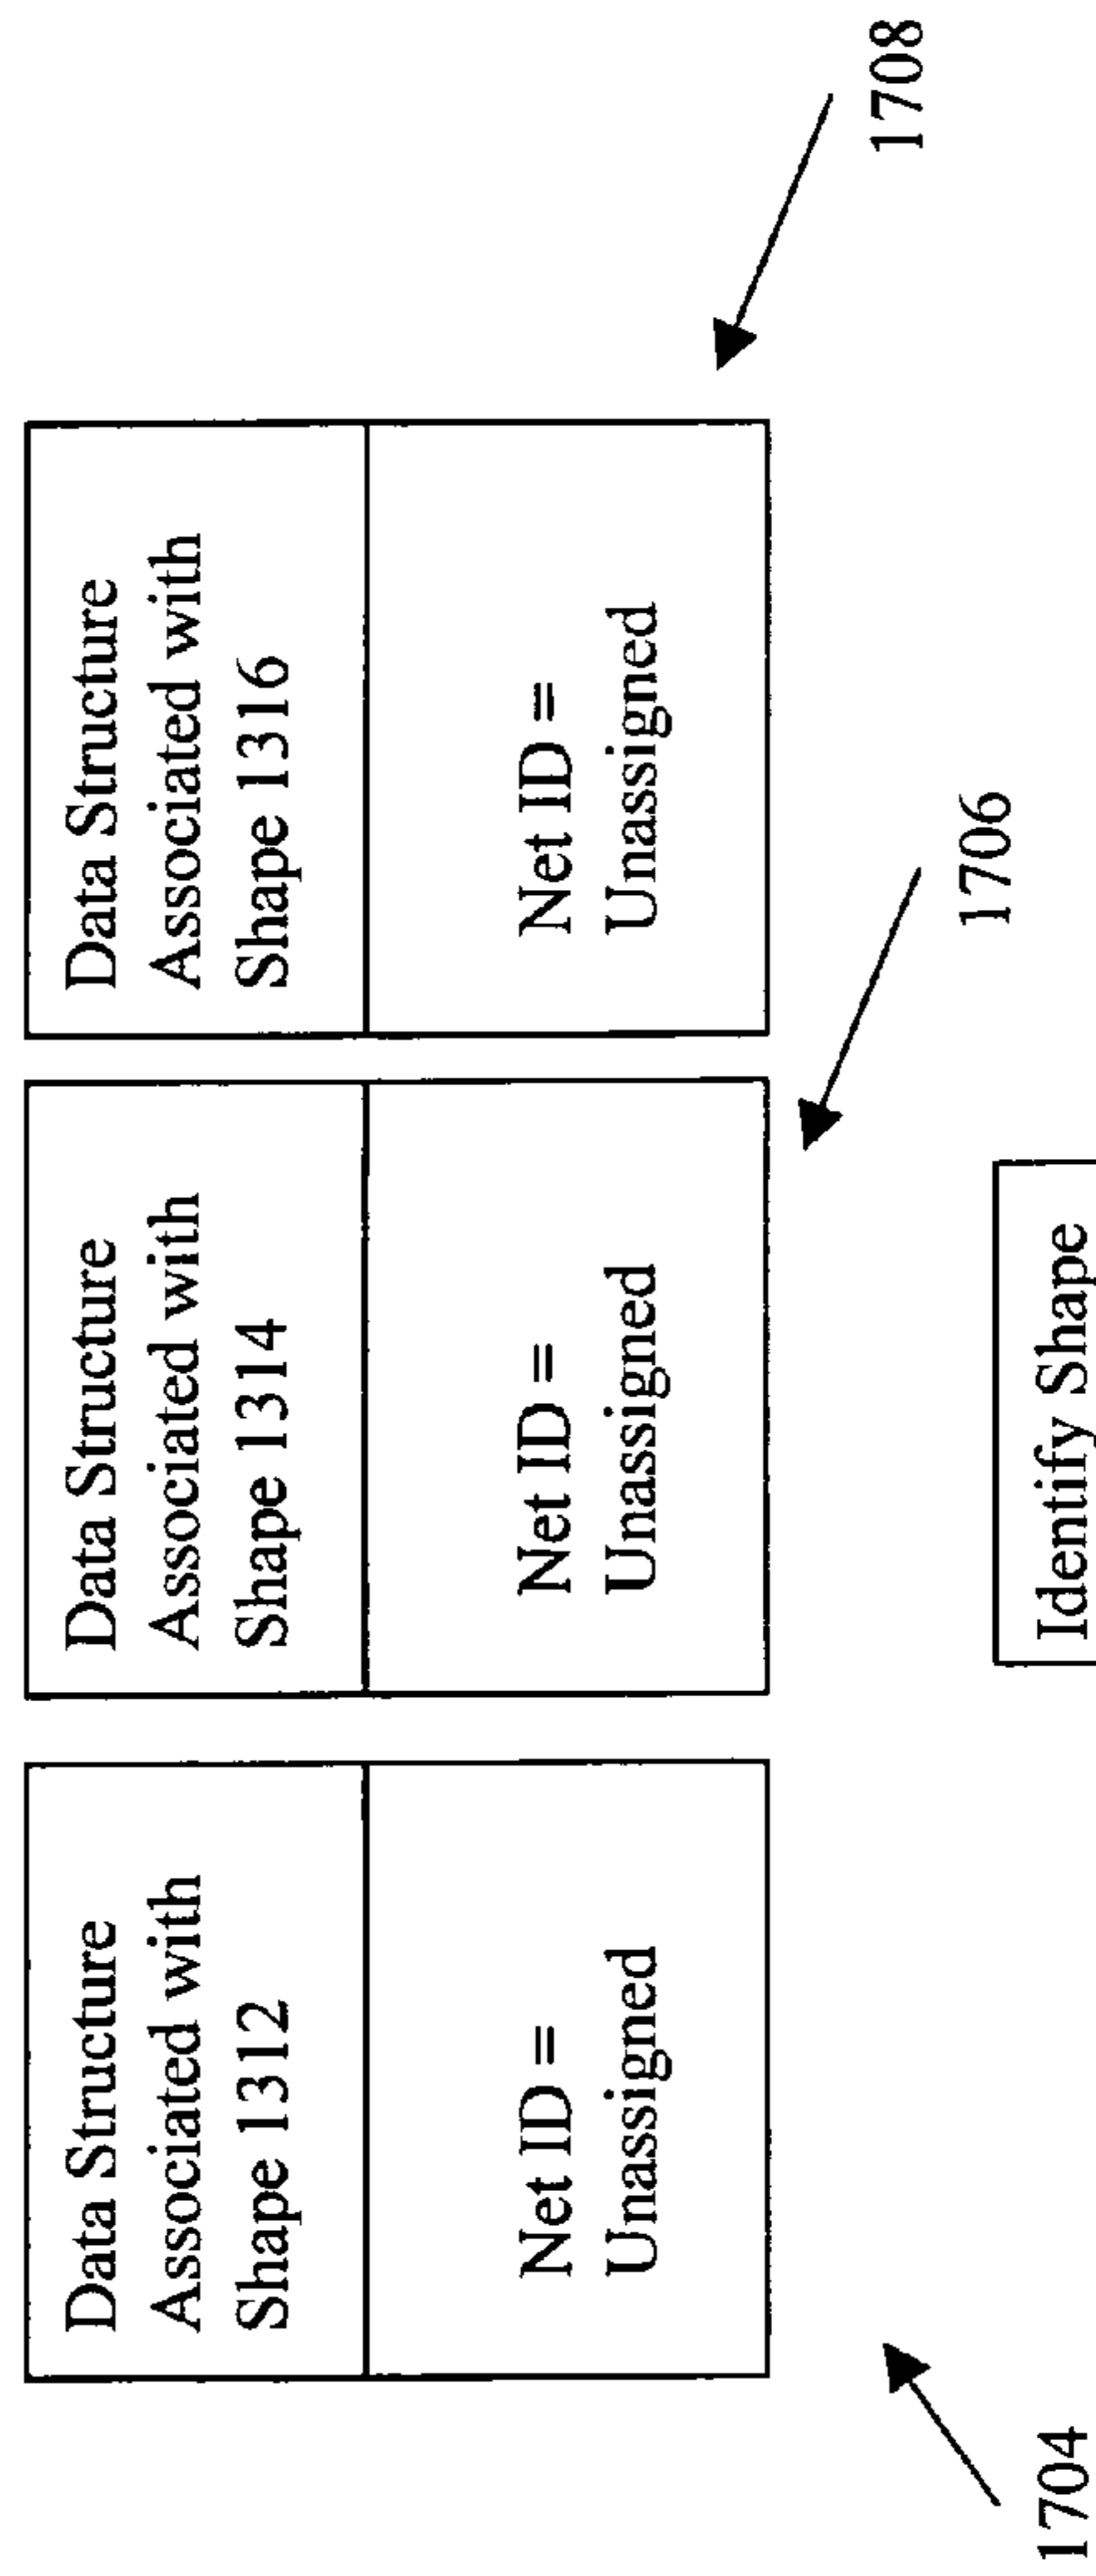 Data Structure
Associated with
Shape 1312
Net ID =
Unassigned
1704
Data Structure
Associated with
Shape 1314
Net ID =
Unassigned
1706
Data Structure
Associated with
Shape 1316
Net ID =
Unassigned
1708
Identify Shape